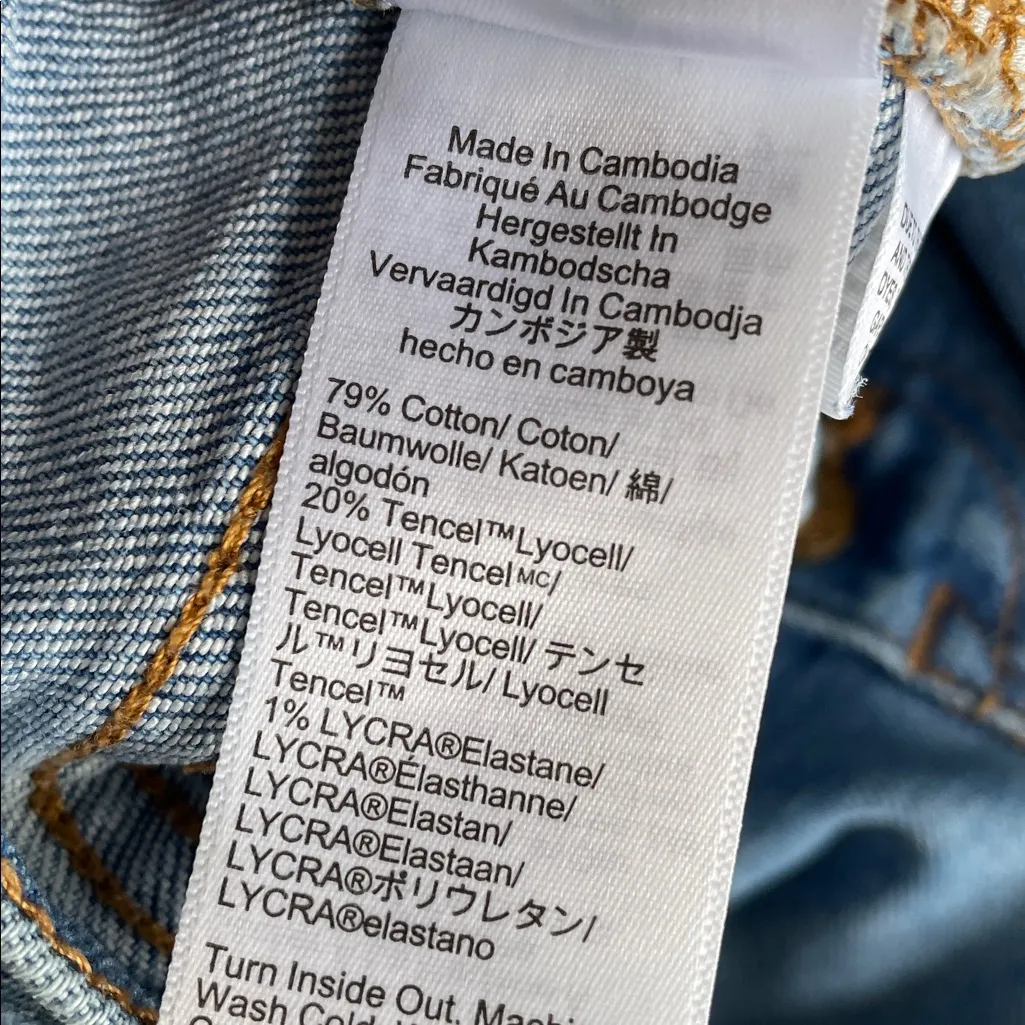 Made In Cambodia
Fabriqué Au Cambodge
Hergestellt In
Kambodscha
Vervaardigd In Cambodja
カンボジア製
hecho en camboya
79% Cotton/ Coton/
Baumwolle/ Katoen/ 綿/
algodón
20% Tencel™Lyocell/
Lyocell Tencelᴹᶜ/
Tencel™Lyocell/
Tencel™Lyocell/ テンセ
ル™リヨセル/ Lyocell
Tencel™
1% LYCRA®Elastane/
LYCRA®Élasthanne/
LYCRA®Elastan/
LYCRA®Elastaan/
LYCRA®ポリウレタン/
LYCRA®elastano
Turn Inside Out.
Wash Cold